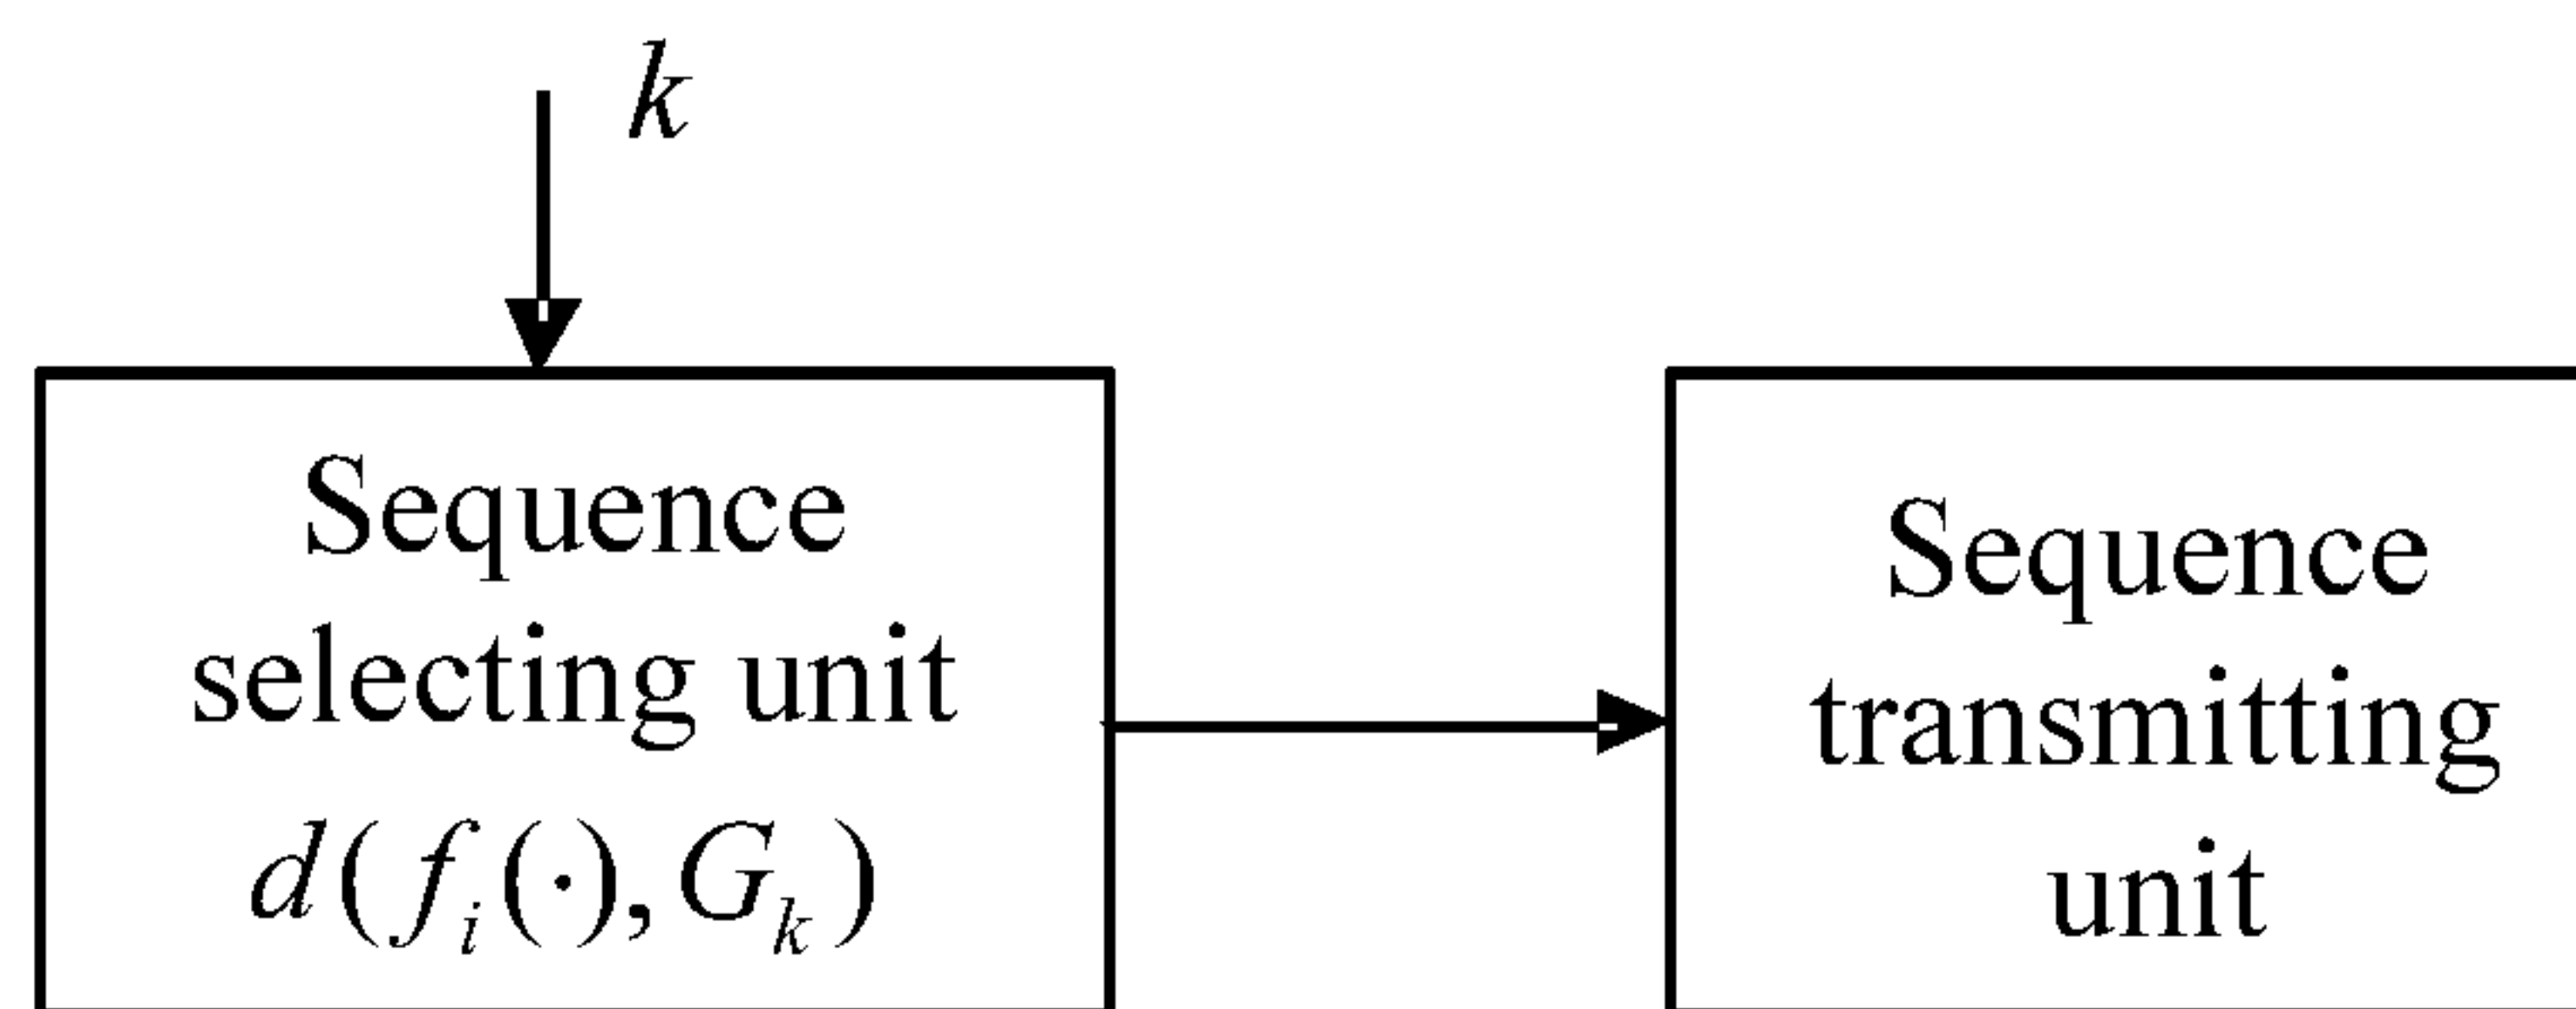 k
Sequence
selecting unit
d(f_i(·), G_k)
Sequence
transmitting
unit